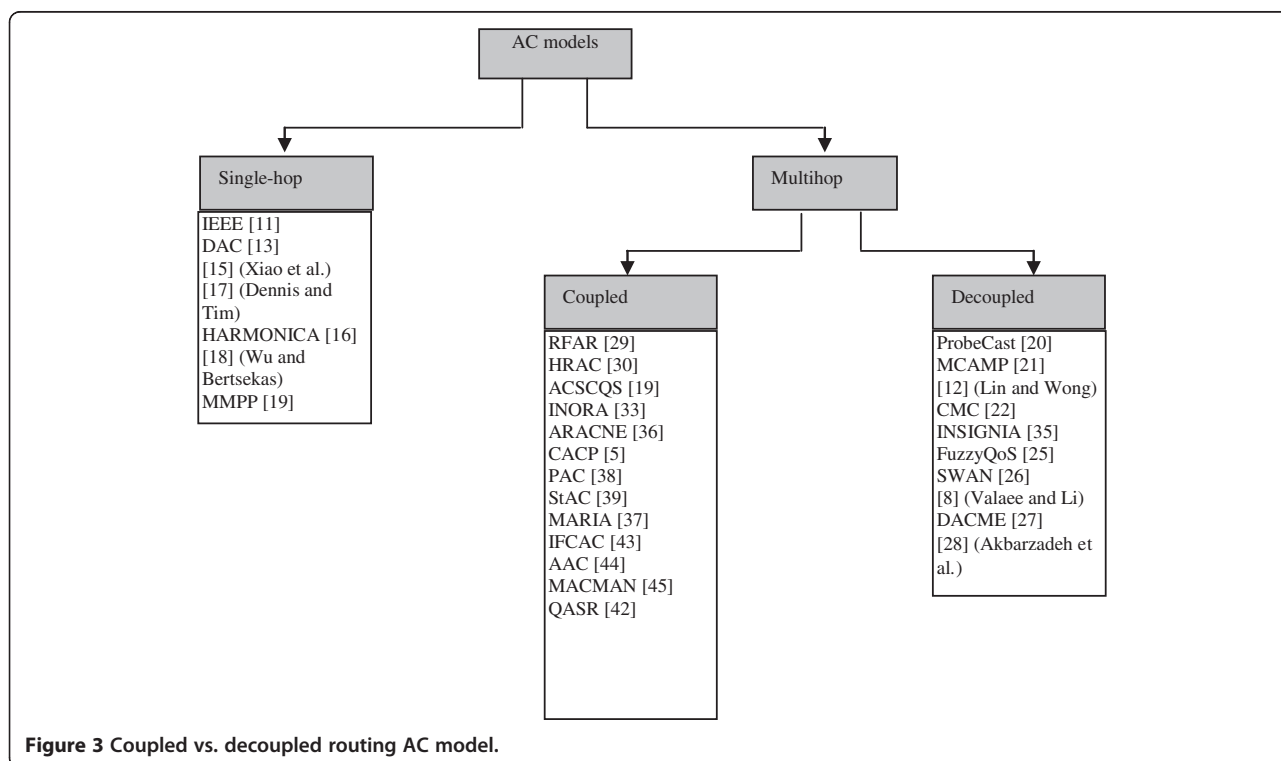 AC models
Single-hop
IEEE [11]
DAC [13]
[15] (Xiao et al.)
[17] (Dennis and
Tim)
HARMONICA [16]
[18] (Wu and
Bertsekas)
MMPP [19]
Multihop
Coupled
RFAR [29]
HRAC [30]
ACSCQS [19]
INORA [33]
ARACNE [36]
CACP [5]
PAC [38]
StAC [39]
MARIA [37]
IFCAC [43]
AAC [44]
MACMAN [45]
QASR [42]
Decoupled
ProbeCast [20]
MCAMP [21]
[12] (Lin and Wong)
CMC [22]
INSIGNIA [35]
FuzzyQoS [25]
SWAN [26]
[8] (Valaee and Li)
DACME [27]
[28] (Akbarzadeh et
al.)
Figure 3 Coupled vs. decoupled routing AC model.